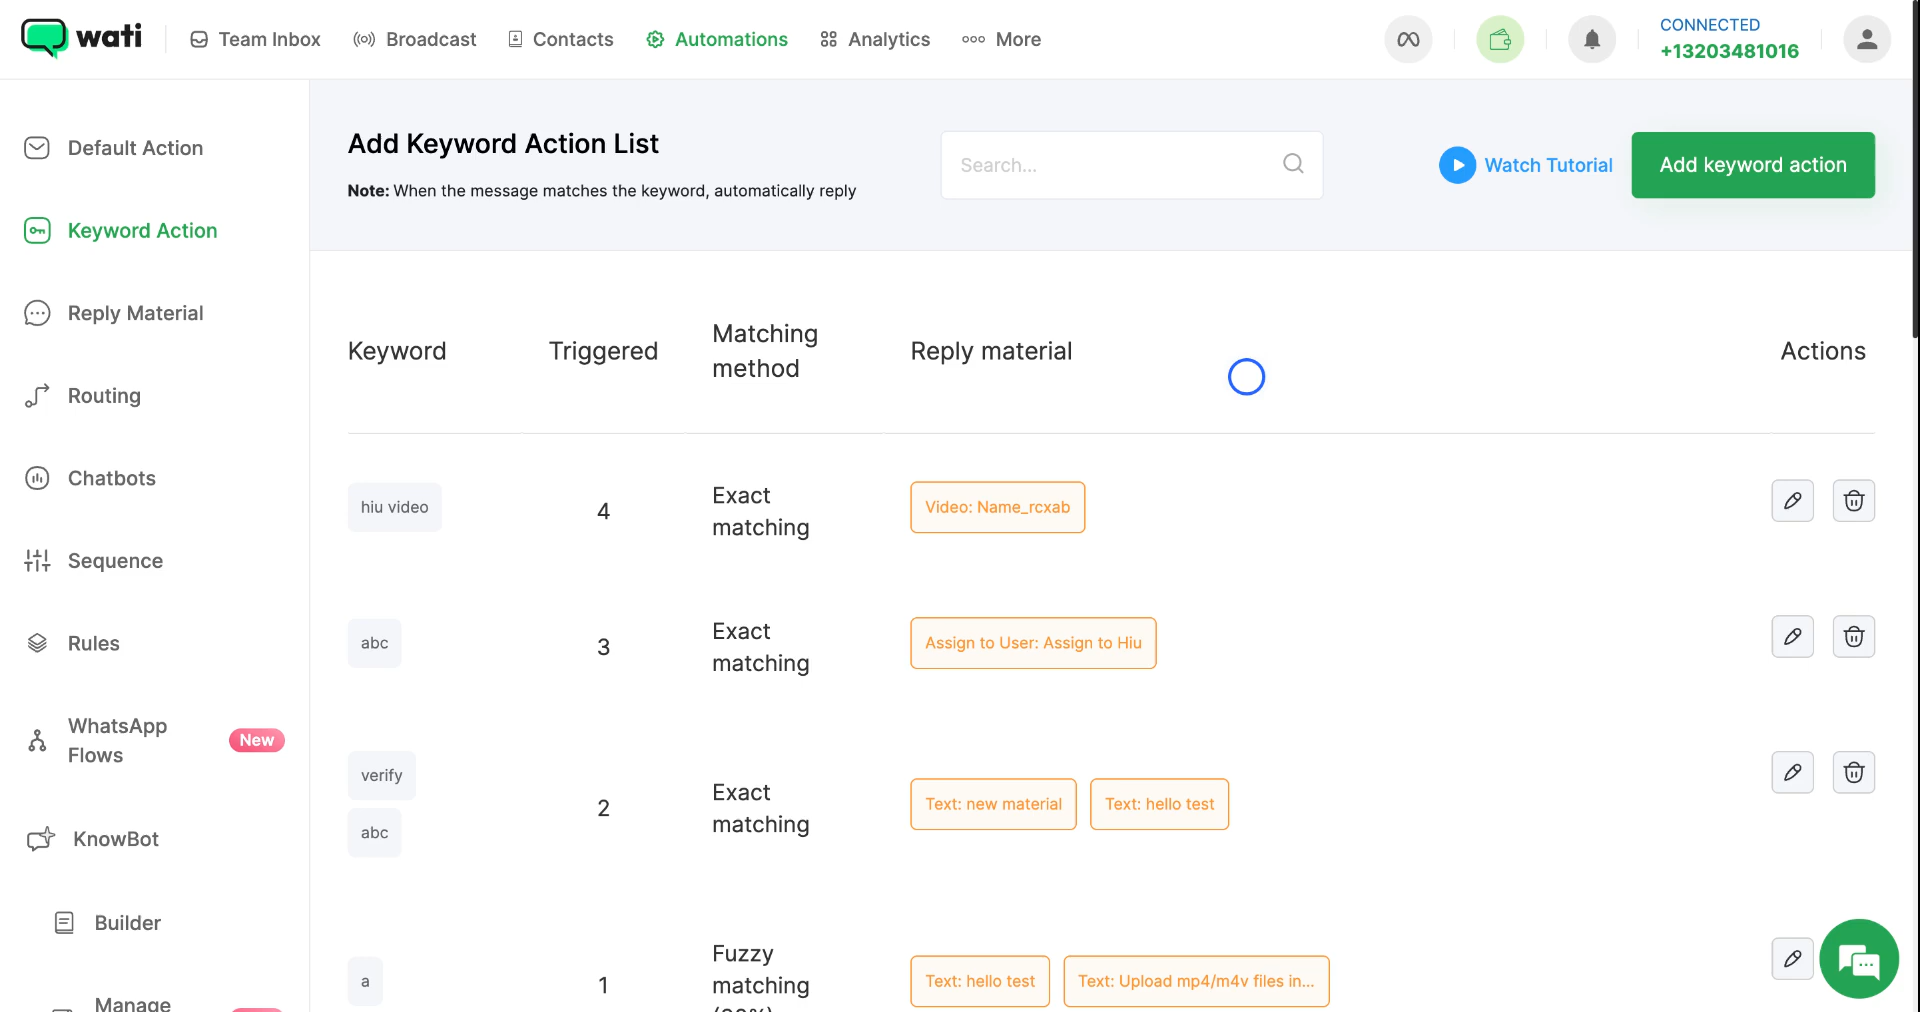 wati
Team Inbox
Broadcast
Contacts
Automations
Analytics
More
CONNECTED
+13203481016
Default Action
Keyword Action
Reply Material
Routing
Chatbots
Sequence
Rules
WhatsApp
Flows
New
KnowBot
Builder
Manage
Add Keyword Action List
Note: When the message matches the keyword, automatically reply
Search...
Watch Tutorial
Add keyword action
Keyword
Triggered
Matching
method
Reply material
Actions
hiu video
4
Exact
matching
Video: Name_rcxab
abc
3
Exact
matching
Assign to User: Assign to Hiu
verify
abc
2
Exact
matching
Text: new material
Text: hello test
a
1
Fuzzy
matching
Text: hello test
Text: Upload mp4/m4v files in...